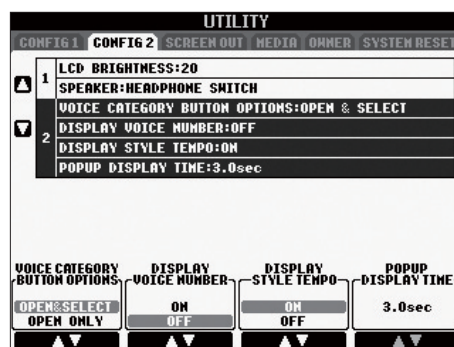 UTILITY
CONFIG 1 CONFIG 2 SCREEN OUT MEDIA OWNER SYSTEM RESET
1 LCD BRIGHTNESS:20
SPEAKER:HEADPHONE SWITCH
2 VOICE CATEGORY BUTTON OPTIONS:OPEN & SELECT
DISPLAY VOICE NUMBER:OFF
DISPLAY STYLE TEMPO:ON
POPUP DISPLAY TIME:3.0sec
VOICE CATEGORY BUTTON OPTIONS
OPEN&SELECT
OPEN ONLY
DISPLAY VOICE NUMBER
ON
OFF
DISPLAY STYLE TEMPO
ON
OFF
POPUP DISPLAY TIME
3.0sec